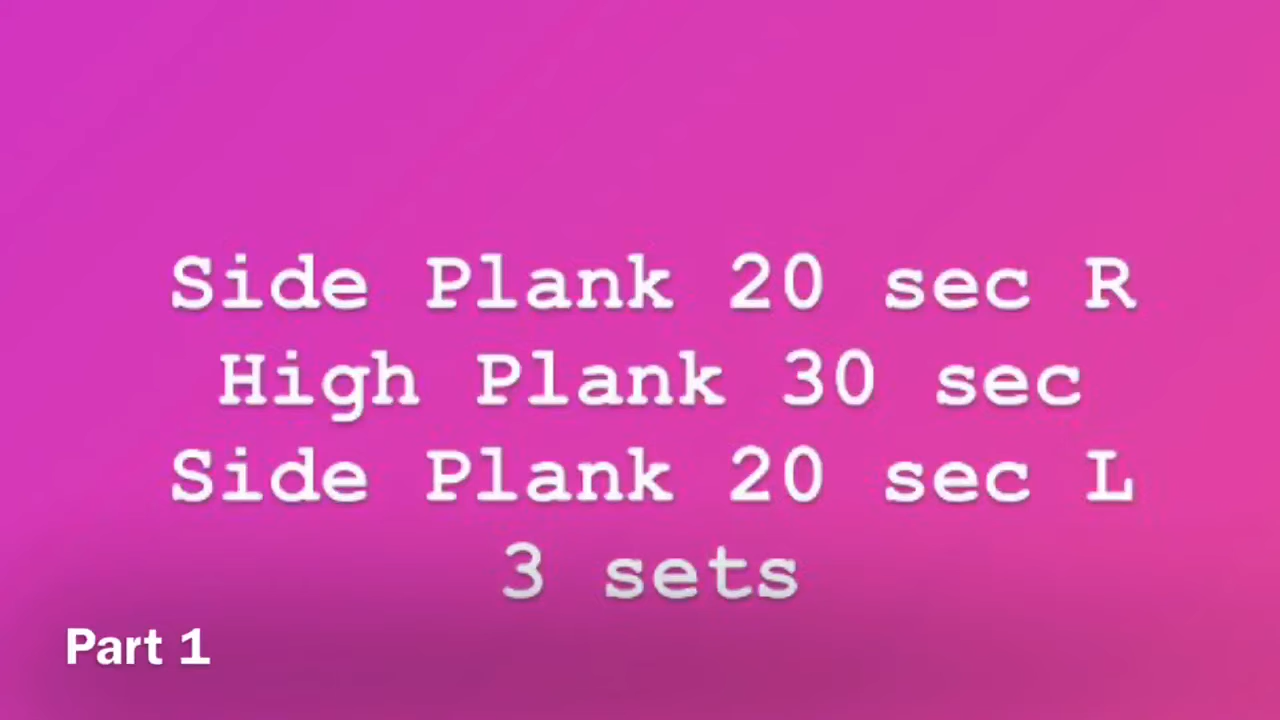 Side Plank 20 sec R
High Plank 30 sec
Side Plank 20 sec L
3 sets
Part 1